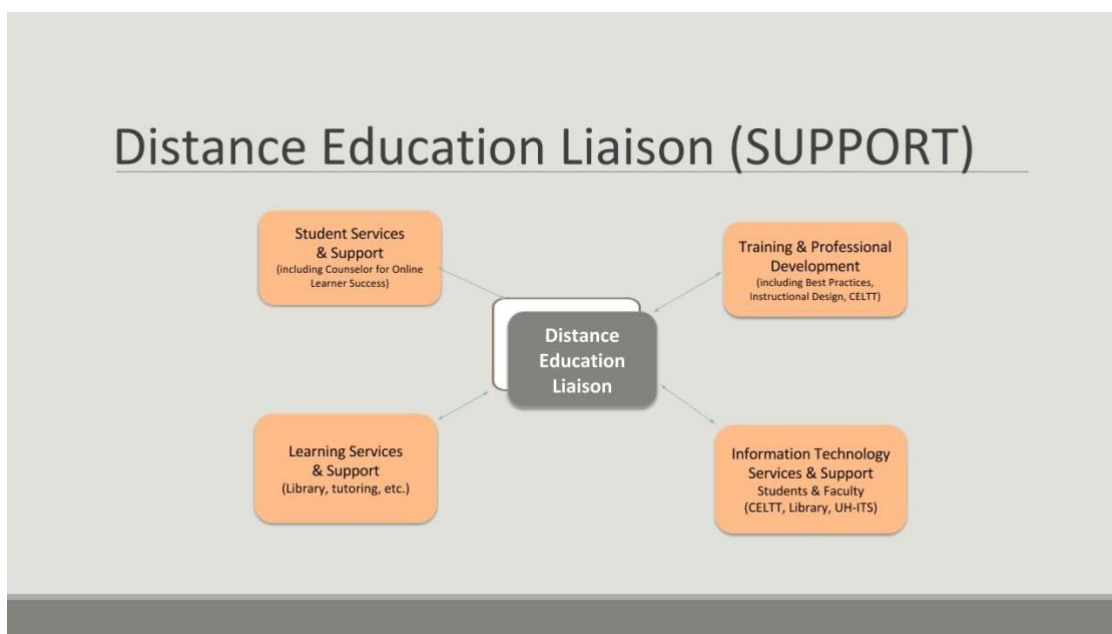 Distance Education Liaison (SUPPORT)
Student Services
& Support
(including Counselor for Online
Learner Success)
Training & Professional
Development
(including Best Practices,
Instructional Design, CELTT)
Distance
Education
Liaison
Learning Services
& Support
(Library, tutoring, etc.)
Information Technology
Services & Support
Students & Faculty
(CELTT, Library, UH-ITS)